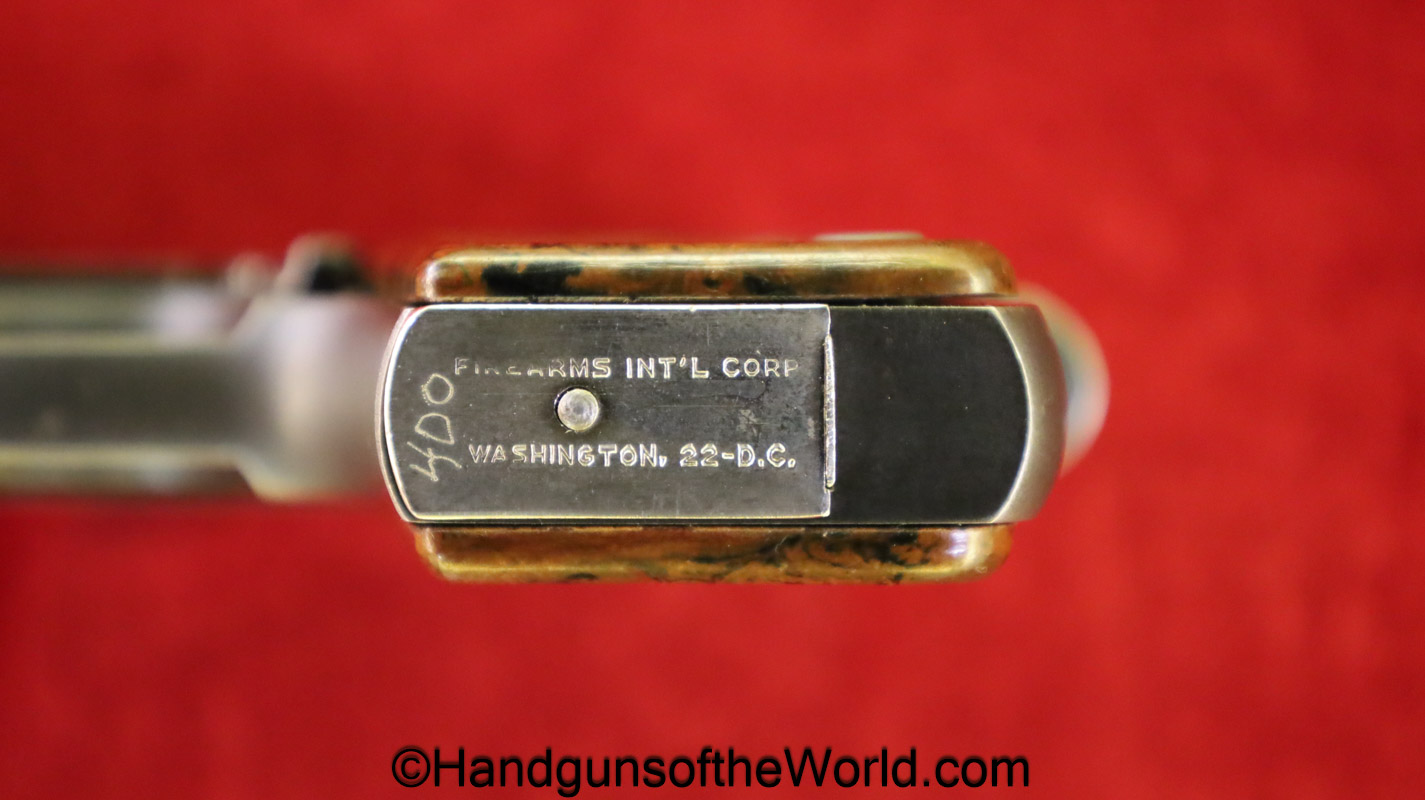 FIREARMS INT'L CORP
WASHINGTON, 22-D.C.
400
©HandgunsoftheWorld.com